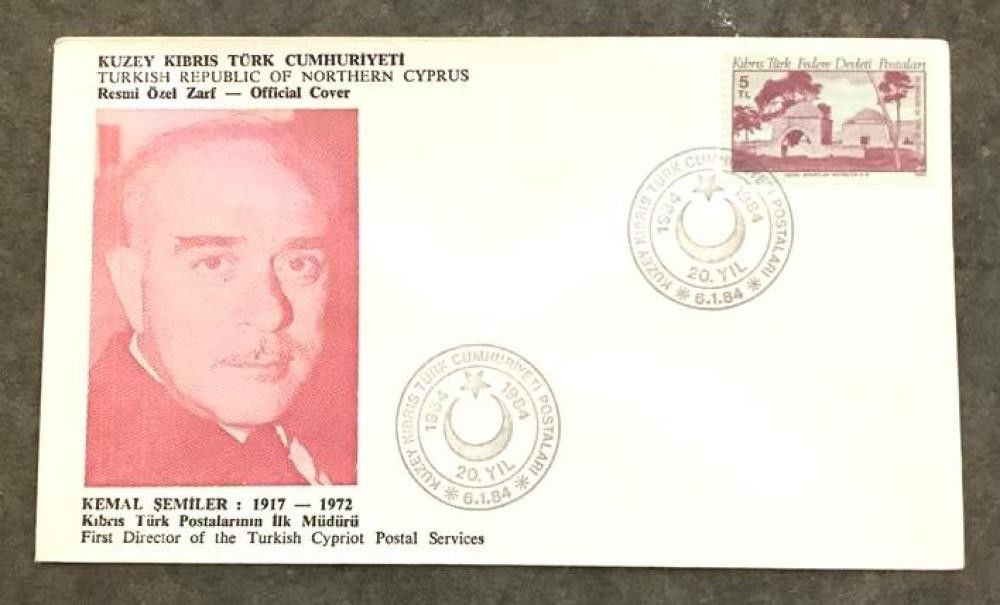 KUZEY KIBRIS TÜRK CUMHURİYETİ
TURKISH REPUBLIC OF NORTHERN CYPRUS
Resmi Özel Zarf — Official Cover
Kıbrıs Türk Federe Devleti Postaları
5
TL
KUZEY KIBRIS TÜRK CUMHURİYETİ POSTALARI
1964 1984
20. YIL
6.1.84
KUZEY KIBRIS TÜRK CUMHURİYETİ POSTALARI
1964 1984
20. YIL
6.1.84
KEMAL ŞEMİLER : 1917 — 1972
Kıbrıs Türk Postalarının İlk Müdürü
First Director of the Turkish Cypriot Postal Services